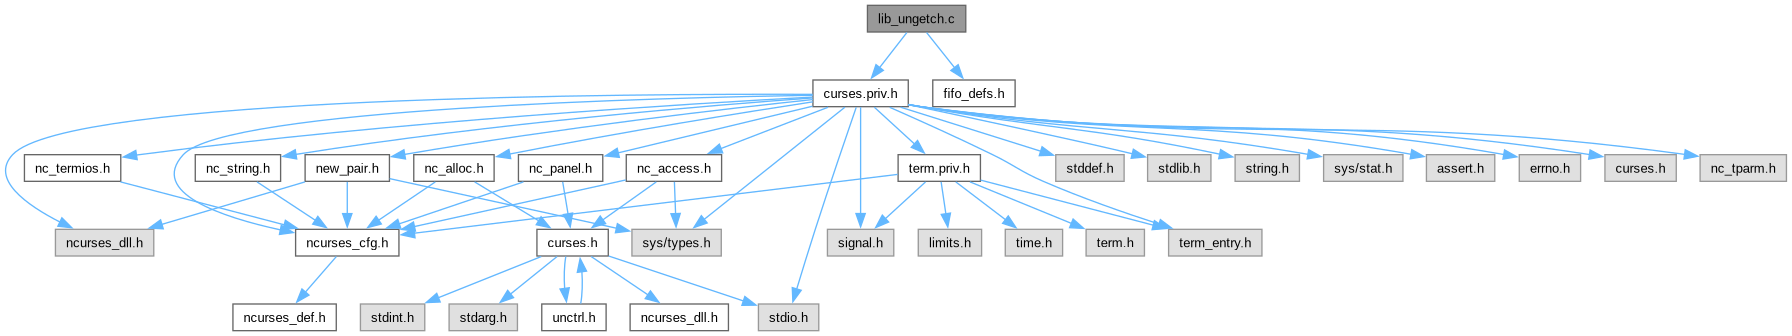 lib_ungetch.c
curses.priv.h
fifo_defs.h
nc_termios.h
nc_string.h
new_pair.h
nc_alloc.h
nc_panel.h
nc_access.h
term.priv.h
stddef.h
stdlib.h
string.h
sys/stat.h
assert.h
errno.h
curses.h
nc_tparm.h
ncurses_dll.h
ncurses_cfg.h
curses.h
sys/types.h
signal.h
limits.h
time.h
term.h
term_entry.h
ncurses_def.h
stdint.h
stdarg.h
unctrl.h
ncurses_dll.h
stdio.h